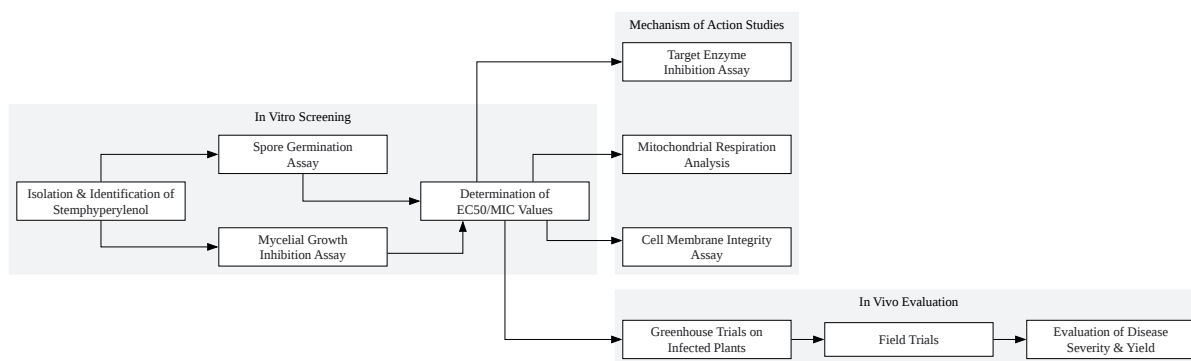 Mechanism of Action Studies
Target Enzyme
Inhibition Assay
In Vitro Screening
Spore Germination
Assay
Mitochondrial Respiration
Analysis
Isolation & Identification of
Stemphyperylenol
Determination of
EC50/MIC Values
Mycelial Growth
Inhibition Assay
Cell Membrane Integrity
Assay
In Vivo Evaluation
Greenhouse Trials on
Infected Plants
Field Trials
Evaluation of Disease
Severity & Yield